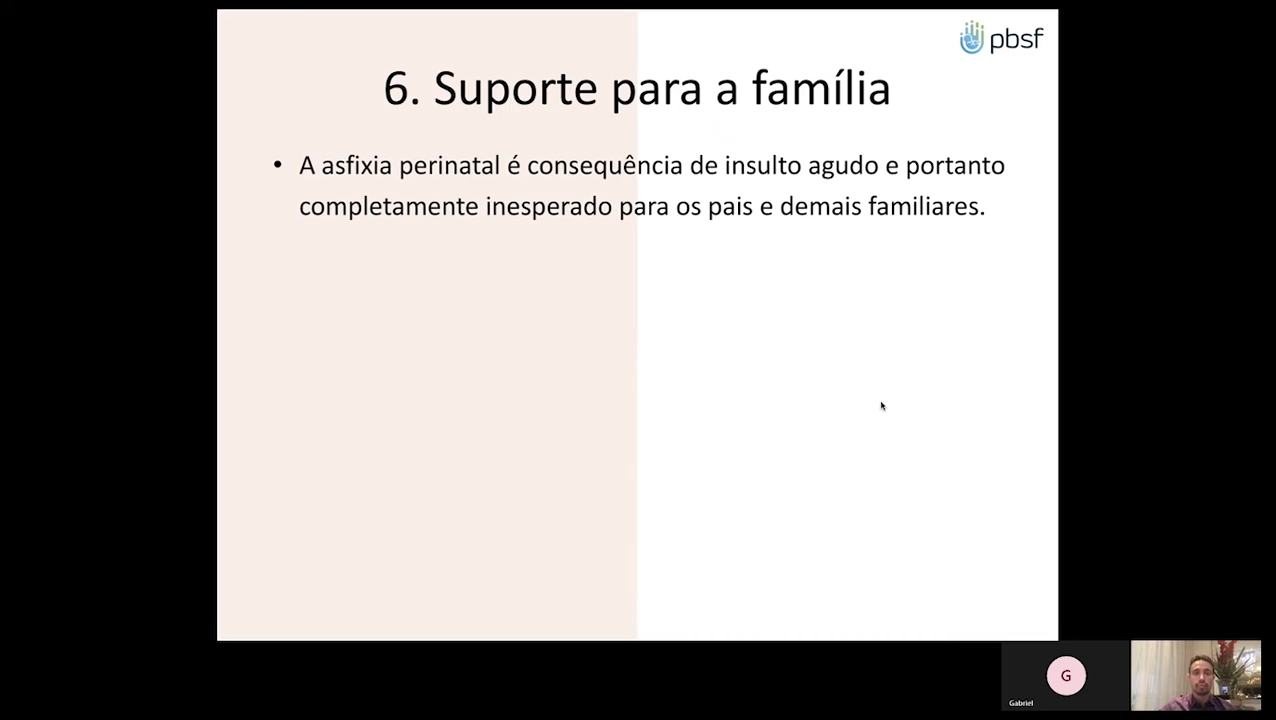 pbsf
6. Suporte para a família
• A asfixia perinatal é consequência de insulto agudo e portanto
completamente inesperado para os pais e demais familiares.
G
Gabriel